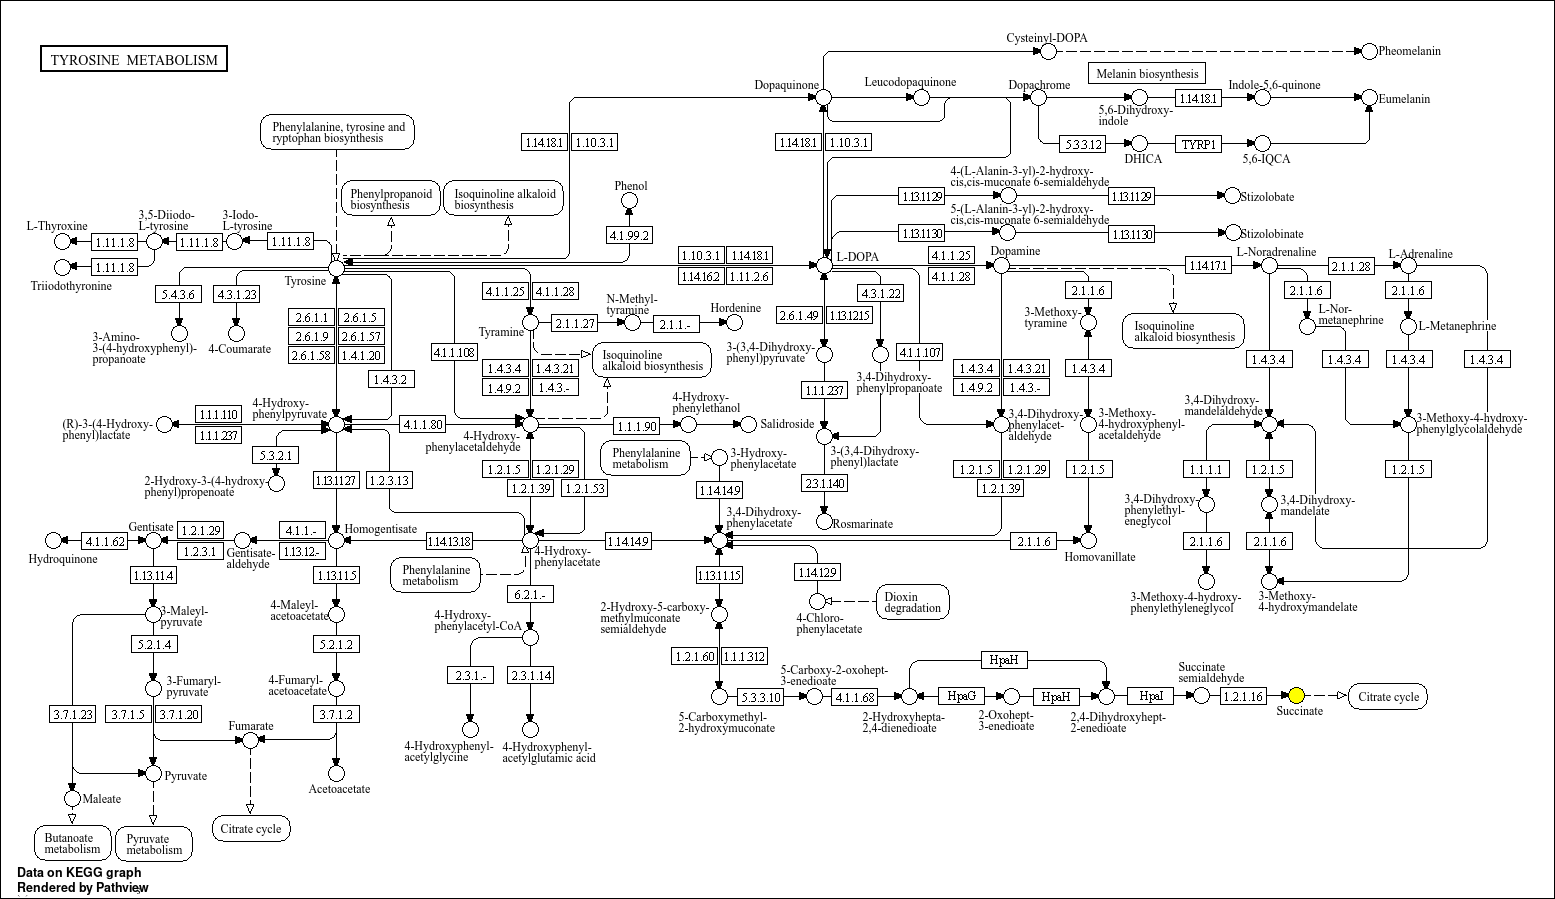 TYROSINE METABOLISM
Cysteinyl-DOPA
Pheomelanin
Melanin biosynthesis
Dopaquinone
Leucodopaquinone
Dopachrome
Indole-5,6-quinone
1.14.18.1
Eumelanin
5,6-Dihydroxy-
indole
Phenylalanine, tyrosine and
ryptophan biosynthesis
1.14.18.1
1.10.3.1
1.14.18.1
1.10.3.1
5.3.3.12
TYRP1
DHICA
5,6-IQCA
Phenylpropanoid
biosynthesis
Isoquinoline alkaloid
biosynthesis
Phenol
4-(L-Alanin-3-yl)-2-hydroxy-
cis,cis-muconate 6-semialdehyde
1.13.11.29
1.13.11.29
Stizolobate
5-(L-Alanin-3-yl)-2-hydroxy-
cis,cis-muconate 6-semialdehyde
1.13.11.30
1.13.11.30
Stizolobinate
L-Thyroxine
3,5-Diiodo-
L-tyrosine
3-Iodo-
L-tyrosine
1.11.1.8
1.11.1.8
1.11.1.8
1.11.1.8
Triiodothyronine
4.1.99.2
1.10.3.1
1.14.18.1
1.14.16.2
1.11.2.6
L-DOPA
4.1.1.25
4.1.1.28
Dopamine
1.14.17.1
L-Noradrenaline
2.1.1.28
L-Adrenaline
Tyrosine
5.4.3.6
4.1.1.23
4.3.1.23
3-Amino-
3-(4-hydroxyphenyl)-
propanoate
4-Coumarate
2.6.1.1
2.6.1.5
2.6.1.9
2.6.1.57
2.6.1.58
1.4.1.20
1.4.3.2
4.1.1.25
4.1.1.28
N-Methyl-
tyramine
Hordenine
Tyramine
2.1.1.27
2.1.1.-
4.1.1.108
Isoquinoline
alkaloid biosynthesis
1.4.3.4
1.4.3.21
1.4.9.2
1.4.3.-
4.3.1.22
2.6.1.49
1.13.12.15
3-(3,4-Dihydroxy-
phenyl)pyruvate
4.1.1.107
3,4-Dihydroxy-
phenylpropanoate
1.1.1.237
2.1.1.6
3-Methoxy-
tyramine
Isoquinoline
alkaloid biosynthesis
1.4.3.4
1.4.3.21
1.4.9.2
1.4.3.-
1.4.3.4
2.1.1.6
L-Nor-
metanephrine
2.1.1.6
L-Metanephrine
1.4.3.4
1.4.3.4
1.4.3.4
1.4.3.4
(R)-3-(4-Hydroxy-
phenyl)lactate
1.1.1.110
1.1.1.237
4-Hydroxy-
phenylpyruvate
4.1.1.80
4-Hydroxy-
phenylacetaldehyde
1.1.1.90
4-Hydroxy-
phenylethanol
Salidroside
3,4-Dihydroxy-
phenylacet-
aldehyde
3-Methoxy-
4-hydroxyphenyl-
acetaldehyde
3,4-Dihydroxy-
mandelaldehyde
3-Methoxy-4-hydroxy-
phenylglycolaldehyde
5.3.2.1
2-Hydroxy-3-(4-hydroxy-
phenyl)propenoate
1.13.11.27
1.2.3.13
1.2.1.5
1.2.1.29
1.2.1.39
1.2.1.53
Phenylalanine
metabolism
3-Hydroxy-
phenylacetate
1.14.14.9
3-(3,4-Dihydroxy-
phenyl)lactate
2.3.1.140
Rosmarinate
1.2.1.5
1.2.1.29
1.2.1.39
1.2.1.5
1.1.1.1
1.2.1.5
1.2.1.5
3,4-Dihydroxy-
phenylethyl-
eneglycol
3,4-Dihydroxy-
mandelate
3,4-Dihydroxy-
phenylacetate
Hydroquinone
4.1.1.62
Gentisate
1.2.1.29
1.2.3.1
Gentisate-
aldehyde
4.1.1.-
1.13.12.-
Homogentisate
1.14.13.18
4-Hydroxy-
phenylacetate
1.14.14.9
2.1.1.6
Homovanillate
2.1.1.6
2.1.1.6
1.13.11.4
1.13.11.5
Phenylalanine
metabolism
1.13.11.15
1.14.12.9
3-Methoxy-4-hydroxy-
phenylethyleneglycol
3-Methoxy-
4-hydroxymandelate
6.2.1.-
Dioxin
degradation
4-Chloro-
phenylacetate
3-Maleyl-
pyruvate
4-Maleyl-
acetoacetate
4-Hydroxy-
phenylacetyl-CoA
2-Hydroxy-5-carboxy-
methylmuconate
semialdehyde
5.2.1.4
5.2.1.2
2.3.1.-
2.3.1.14
1.2.1.60
1.1.1.312
3-Fumaryl-
pyruvate
4-Fumaryl-
acetoacetate
5-Carboxy-2-oxohept-
3-enedioate
HpaH
Succinate
semialdehyde
5.3.3.10
4.1.1.68
HpaG
HpaH
HpaI
1.2.1.16
Citrate cycle
5-Carboxymethyl-
2-hydroxymuconate
2-Hydroxyhepta-
2,4-dienedioate
2-Oxohept-
3-enedioate
2,4-Dihydroxyhept-
2-enedioate
Succinate
3.7.1.23
3.7.1.5
3.7.1.20
Fumarate
3.7.1.2
4-Hydroxyphenyl-
acetylglycine
4-Hydroxyphenyl-
acetylglutamic acid
Pyruvate
Acetoacetate
Maleate
Butanoate
metabolism
Pyruvate
metabolism
Citrate cycle
Data on KEGG graph
Rendered by Pathview